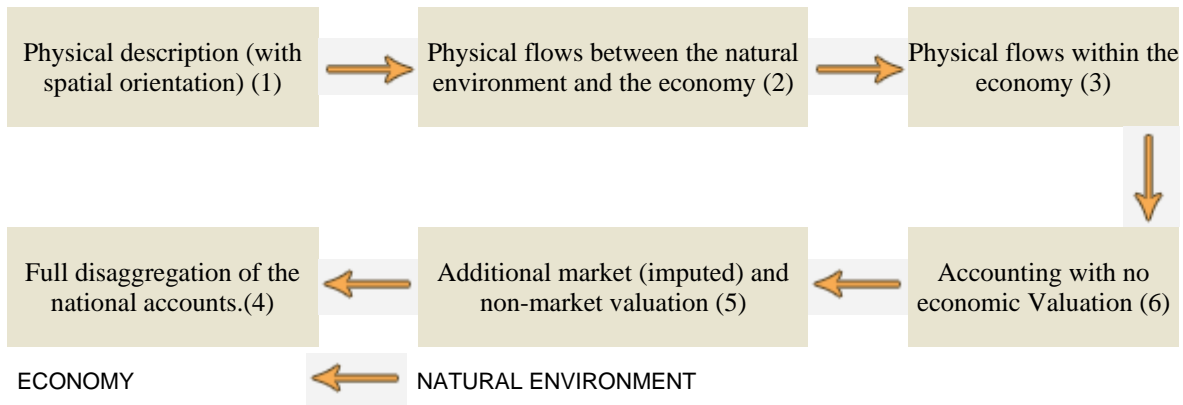 Physical description (with
spatial orientation) (1)
Physical flows between the natural
environment and the economy (2)
Physical flows within the
economy (3)
Full disaggregation of the
national accounts.(4)
Additional market (imputed) and
non-market valuation (5)
Accounting with no
economic Valuation (6)
ECONOMY
NATURAL ENVIRONMENT